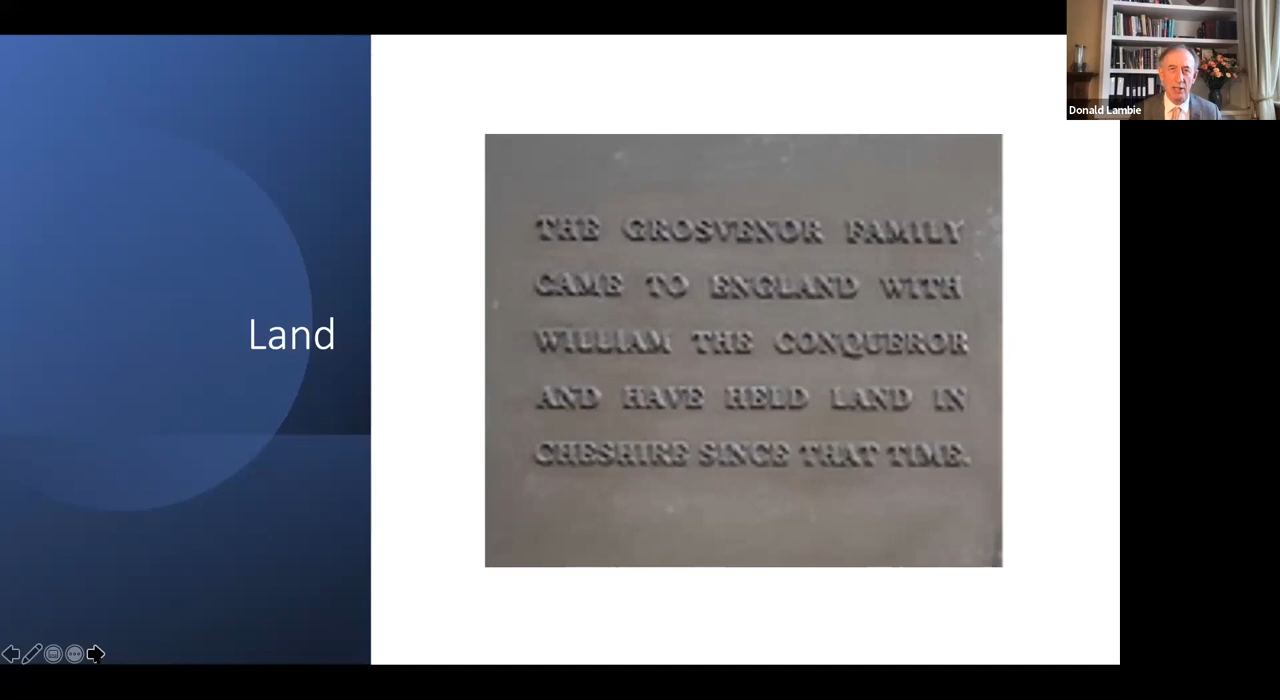 Donald Lambie
Land
THE GROSVENOR FAMILY
CAME TO ENGLAND WITH
WILLIAM THE CONQUEROR
AND HAVE HELD LAND IN
CHESHIRE SINCE THAT TIME.